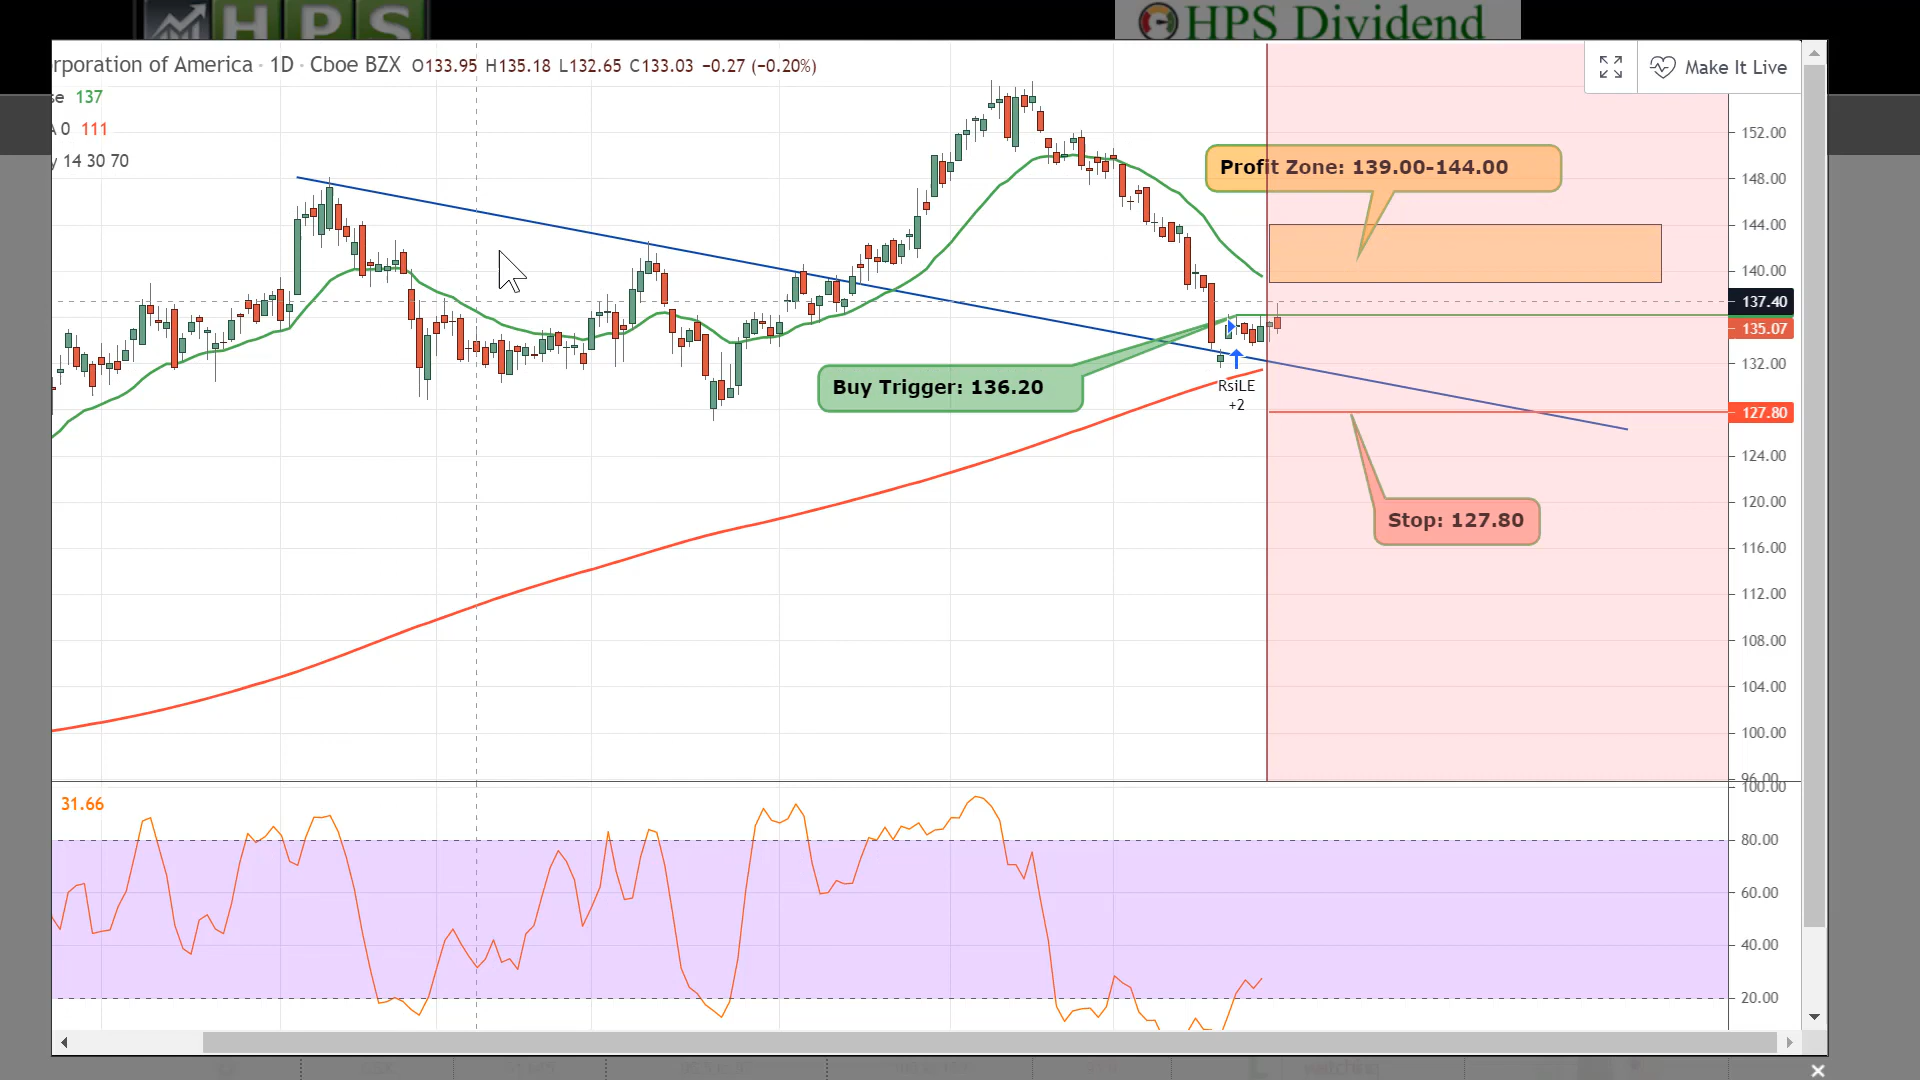 HPS
HPS Dividend
rporation of America · 1D · Cboe BZX O133.95 H135.18 L132.65 C133.03 −0.27 (−0.20%)
Make It Live
se 137
A 0 111
y 14 30 70
152.00
Profit Zone: 139.00-144.00
148.00
144.00
140.00
137.40
135.07
132.00
Buy Trigger: 136.20
RsiLE
+2
127.80
124.00
120.00
Stop: 127.80
116.00
112.00
108.00
104.00
100.00
96.00
100.00
31.66
80.00
60.00
40.00
20.00